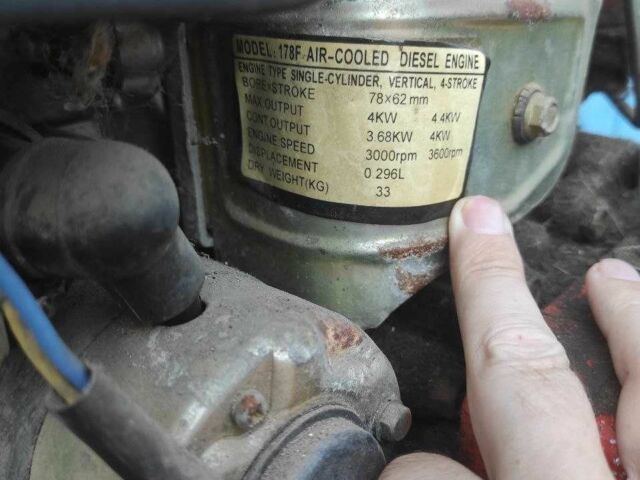 MODEL: 178F AIR-COOLED DIESEL ENGINE
ENGINE TYPE SINGLE-CYLINDER, VERTICAL, 4-STROKE
BORE×STROKE 78×62mm
MAX.OUTPUT 4KW 4.4KW
CONT.OUTPUT 3.68KW 4KW
ENGINE SPEED 3000rpm 3600rpm
DISPLACEMENT 0.296L
DRY WEIGHT(KG) 33